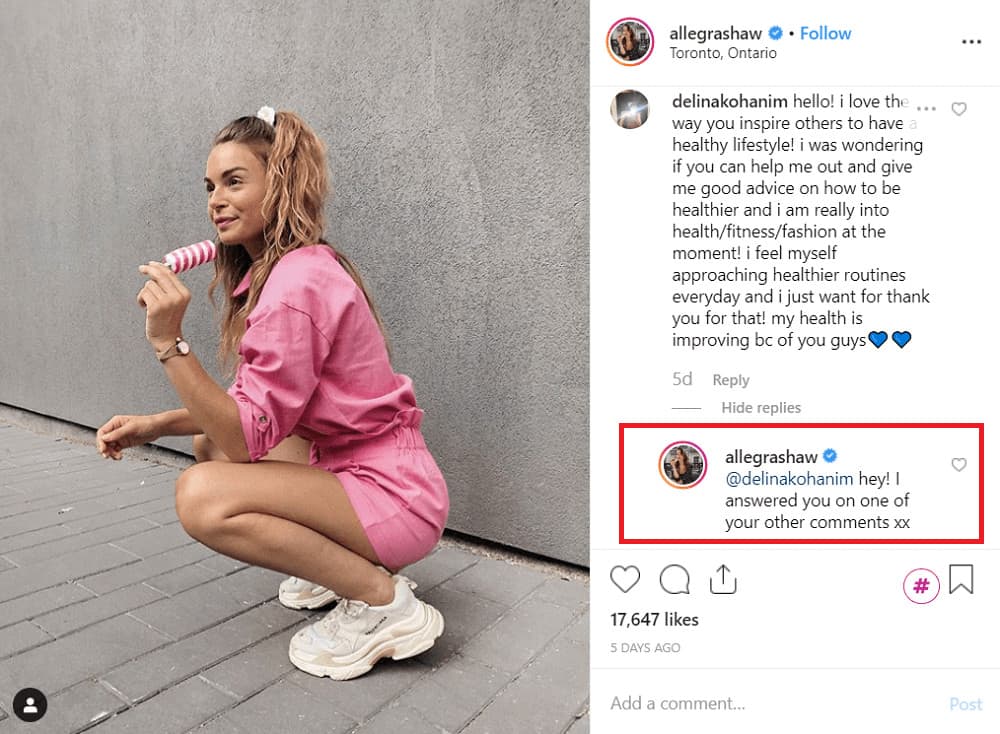 allegrashaw • Follow
Toronto, Ontario
delinakohanim hello! i love the
way you inspire others to have a
healthy lifestyle! i was wondering
if you can help me out and give
me good advice on how to be
healthier and i am really into
health/fitness/fashion at the
moment! i feel myself
approaching healthier routines
everyday and i just want for thank
you for that! my health is
improving bc of you guys💙💙
5d Reply
Hide replies
allegrashaw
@delinakohanim hey! I
answered you on one of
your other comments xx
#
17,647 likes
5 DAYS AGO
Add a comment... Post